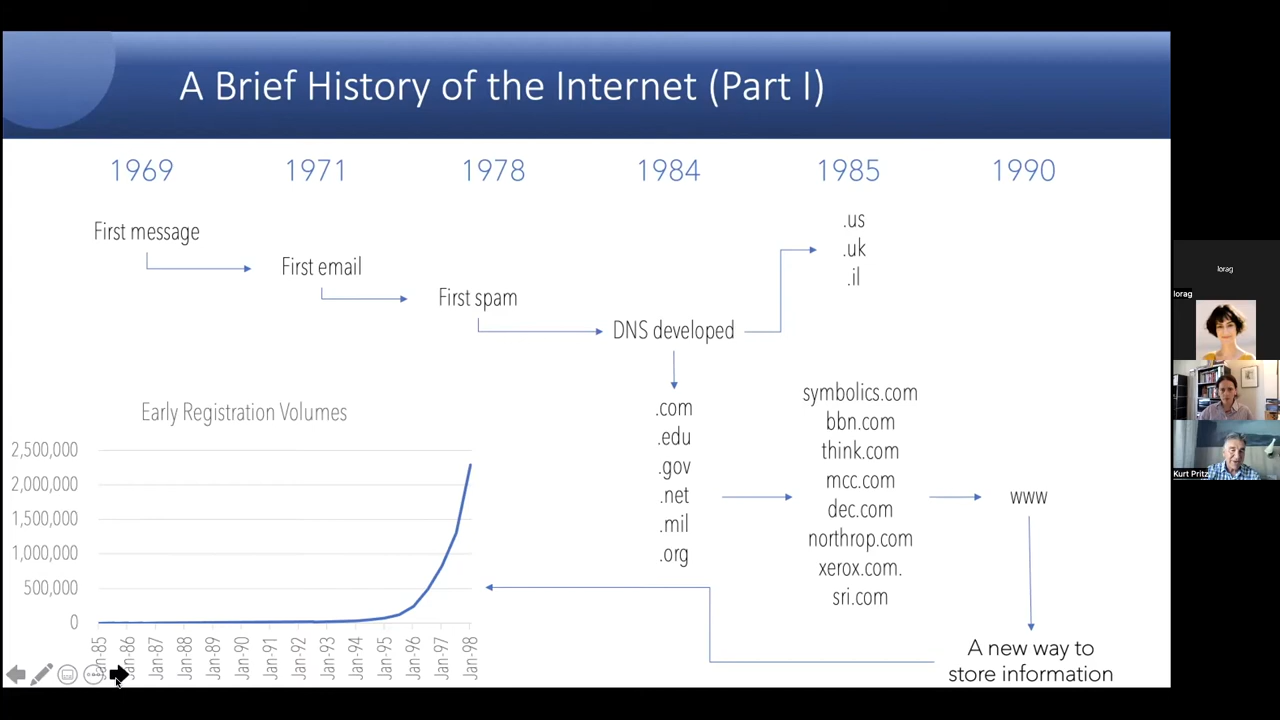 A Brief History of the Internet (Part I)
1969 1971 1978 1984 1985 1990
First message
First email
First spam
DNS developed
.us
.uk
.il
.com
.edu
.gov
.net
.mil
.org
symbolics.com
bbn.com
think.com
mcc.com
dec.com
northrop.com
xerox.com.
sri.com
www
A new way to
store information
Early Registration Volumes
2,500,000
2,000,000
1,500,000
1,000,000
500,000
0
Jan-85
Jan-86
Jan-87
Jan-88
Jan-89
Jan-90
Jan-91
Jan-92
Jan-93
Jan-94
Jan-95
Jan-96
Jan-97
Jan-98
lorag
lorag
Kurt Pritz